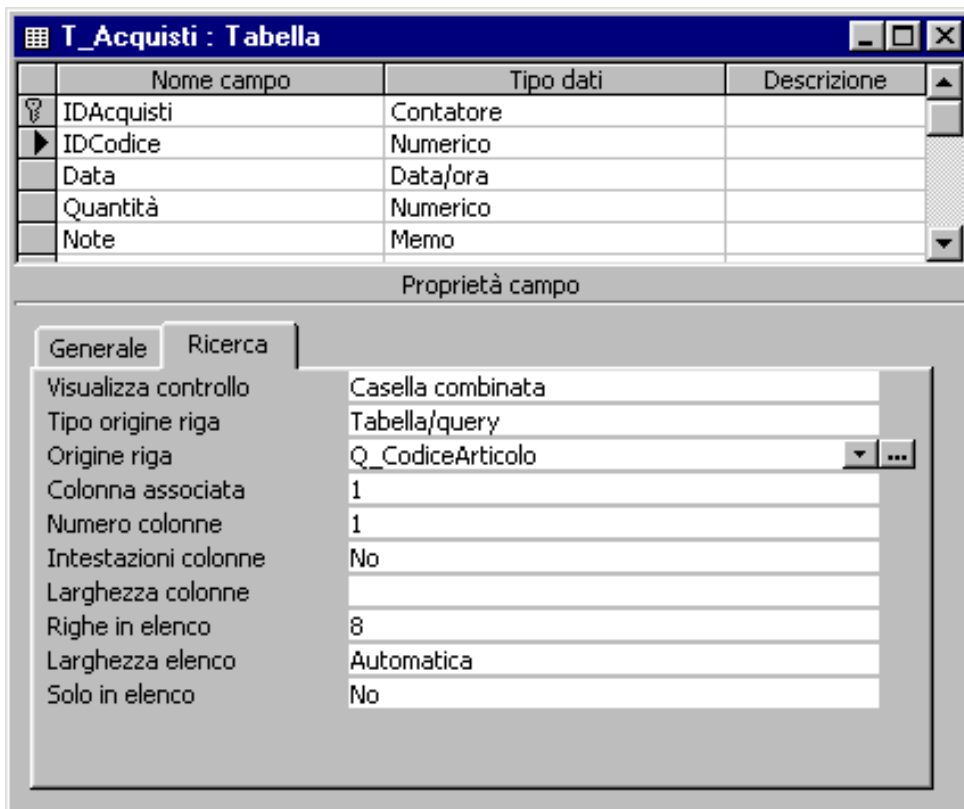 T_Acquisti : Tabella
Nome campo Tipo dati Descrizione
IDAcquisti Contatore
IDCodice Numerico
Data Data/ora
Quantità Numerico
Note Memo
Proprietà campo
Generale Ricerca
Visualizza controllo Casella combinata
Tipo origine riga Tabella/query
Origine riga Q_CodiceArticolo ...
Colonna associata 1
Numero colonne 1
Intestazioni colonne No
Larghezza colonne
Righe in elenco 8
Larghezza elenco Automatica
Solo in elenco No